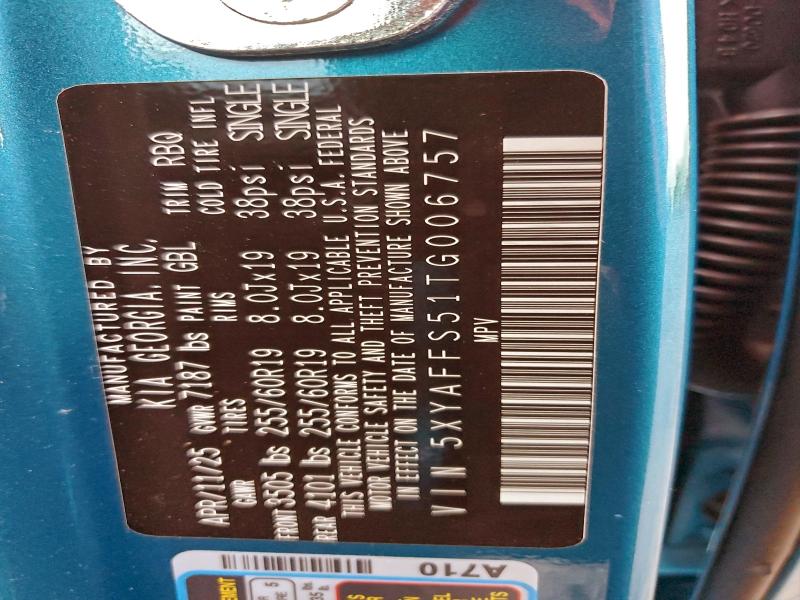 MANUFACTURED BY
KIA GEORGIA, INC.
APR/11/25 GVWR 7187 lbs PAINT GBL TRIM RBQ
GAWR TIRES RIMS COLD TIRE INFL
FRONT 3505 lbs 255/60R19 8.0Jx19 38psi SINGLE
REAR 4101 lbs 255/60R19 8.0Jx19 38psi SINGLE
THIS VEHICLE CONFORMS TO ALL APPLICABLE U.S.A. FEDERAL
MOTOR VEHICLE SAFETY AND THEFT PREVENTION STANDARDS
IN EFFECT ON THE DATE OF MANUFACTURE SHOWN ABOVE
VIN 5XYAFFS51TG006757
MPV
A710